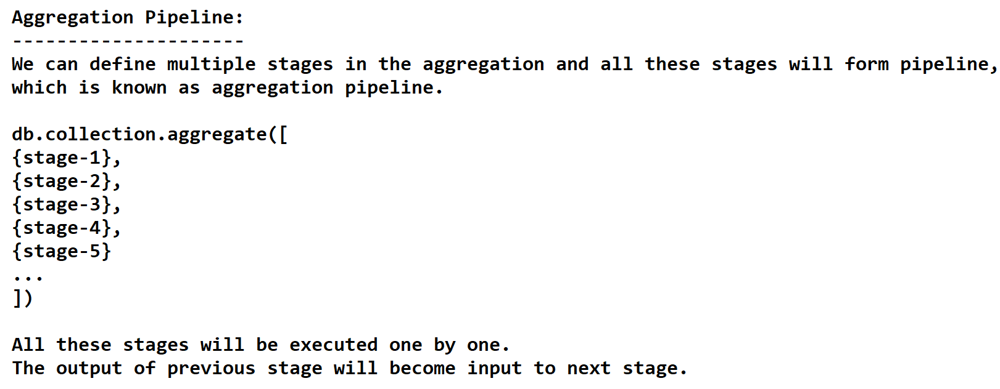 Aggregation Pipeline:
---------------------
We can define multiple stages in the aggregation and all these stages will form pipeline,
which is known as aggregation pipeline.

db.collection.aggregate([
{stage-1},
{stage-2},
{stage-3},
{stage-4},
{stage-5}
...
])

All these stages will be executed one by one.
The output of previous stage will become input to next stage.